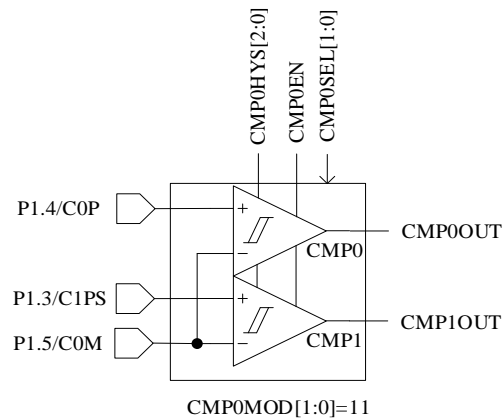 CMP0HYS[2:0]
CMP0EN
CMP0SEL[1:0]
P1.4/C0P
+
-
CMP0
CMP0OUT
P1.3/C1PS
+
P1.5/C0M
-
CMP1
CMP1OUT
CMP0MOD[1:0]=11